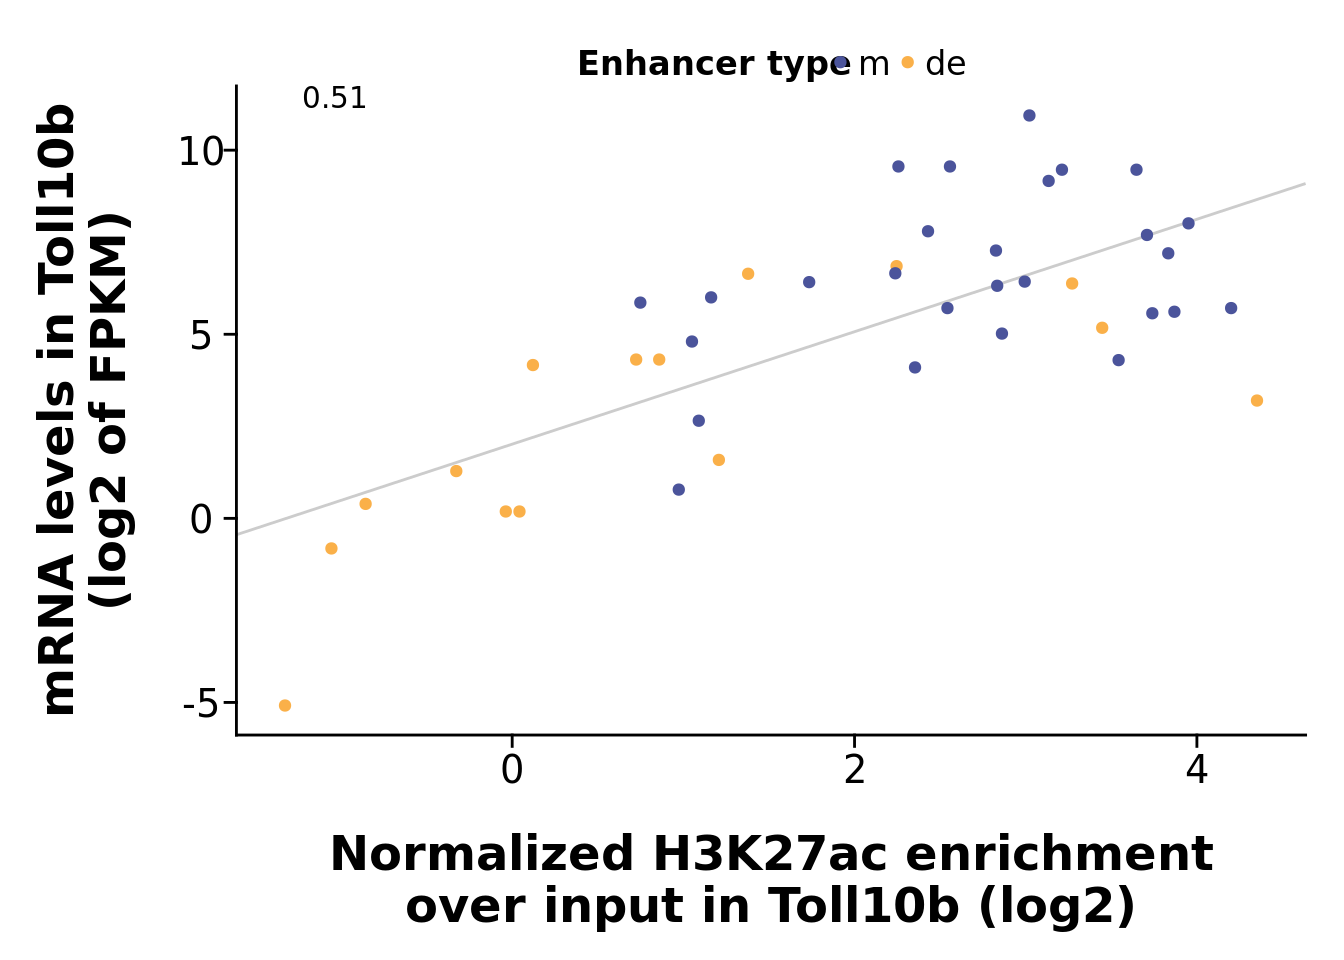 Enhancer type m de
0.51
mRNA levels in Toll10b
(log2 of FPKM)
10
5
0
-5
0 2 4
Normalized H3K27ac enrichment
over input in Toll10b (log2)